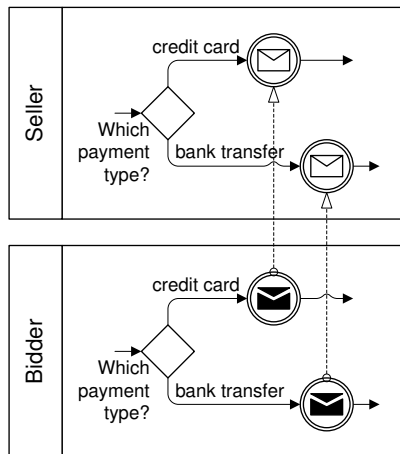 Seller
credit card
Which
payment
type?
bank transfer
Bidder
credit card
Which
payment
type?
bank transfer